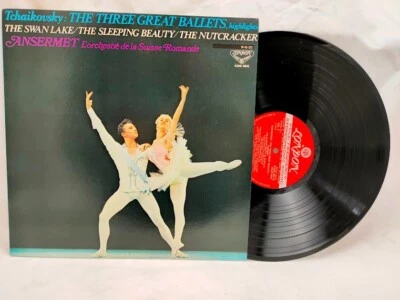 Tchaikovsky: THE THREE GREAT BALLETS, highlights
THE SWAN LAKE/THE SLEEPING BEAUTY/THE NUTCRACKER
ANSERMET L'orchestre de la Suisse Romande
LONDON
LONDON